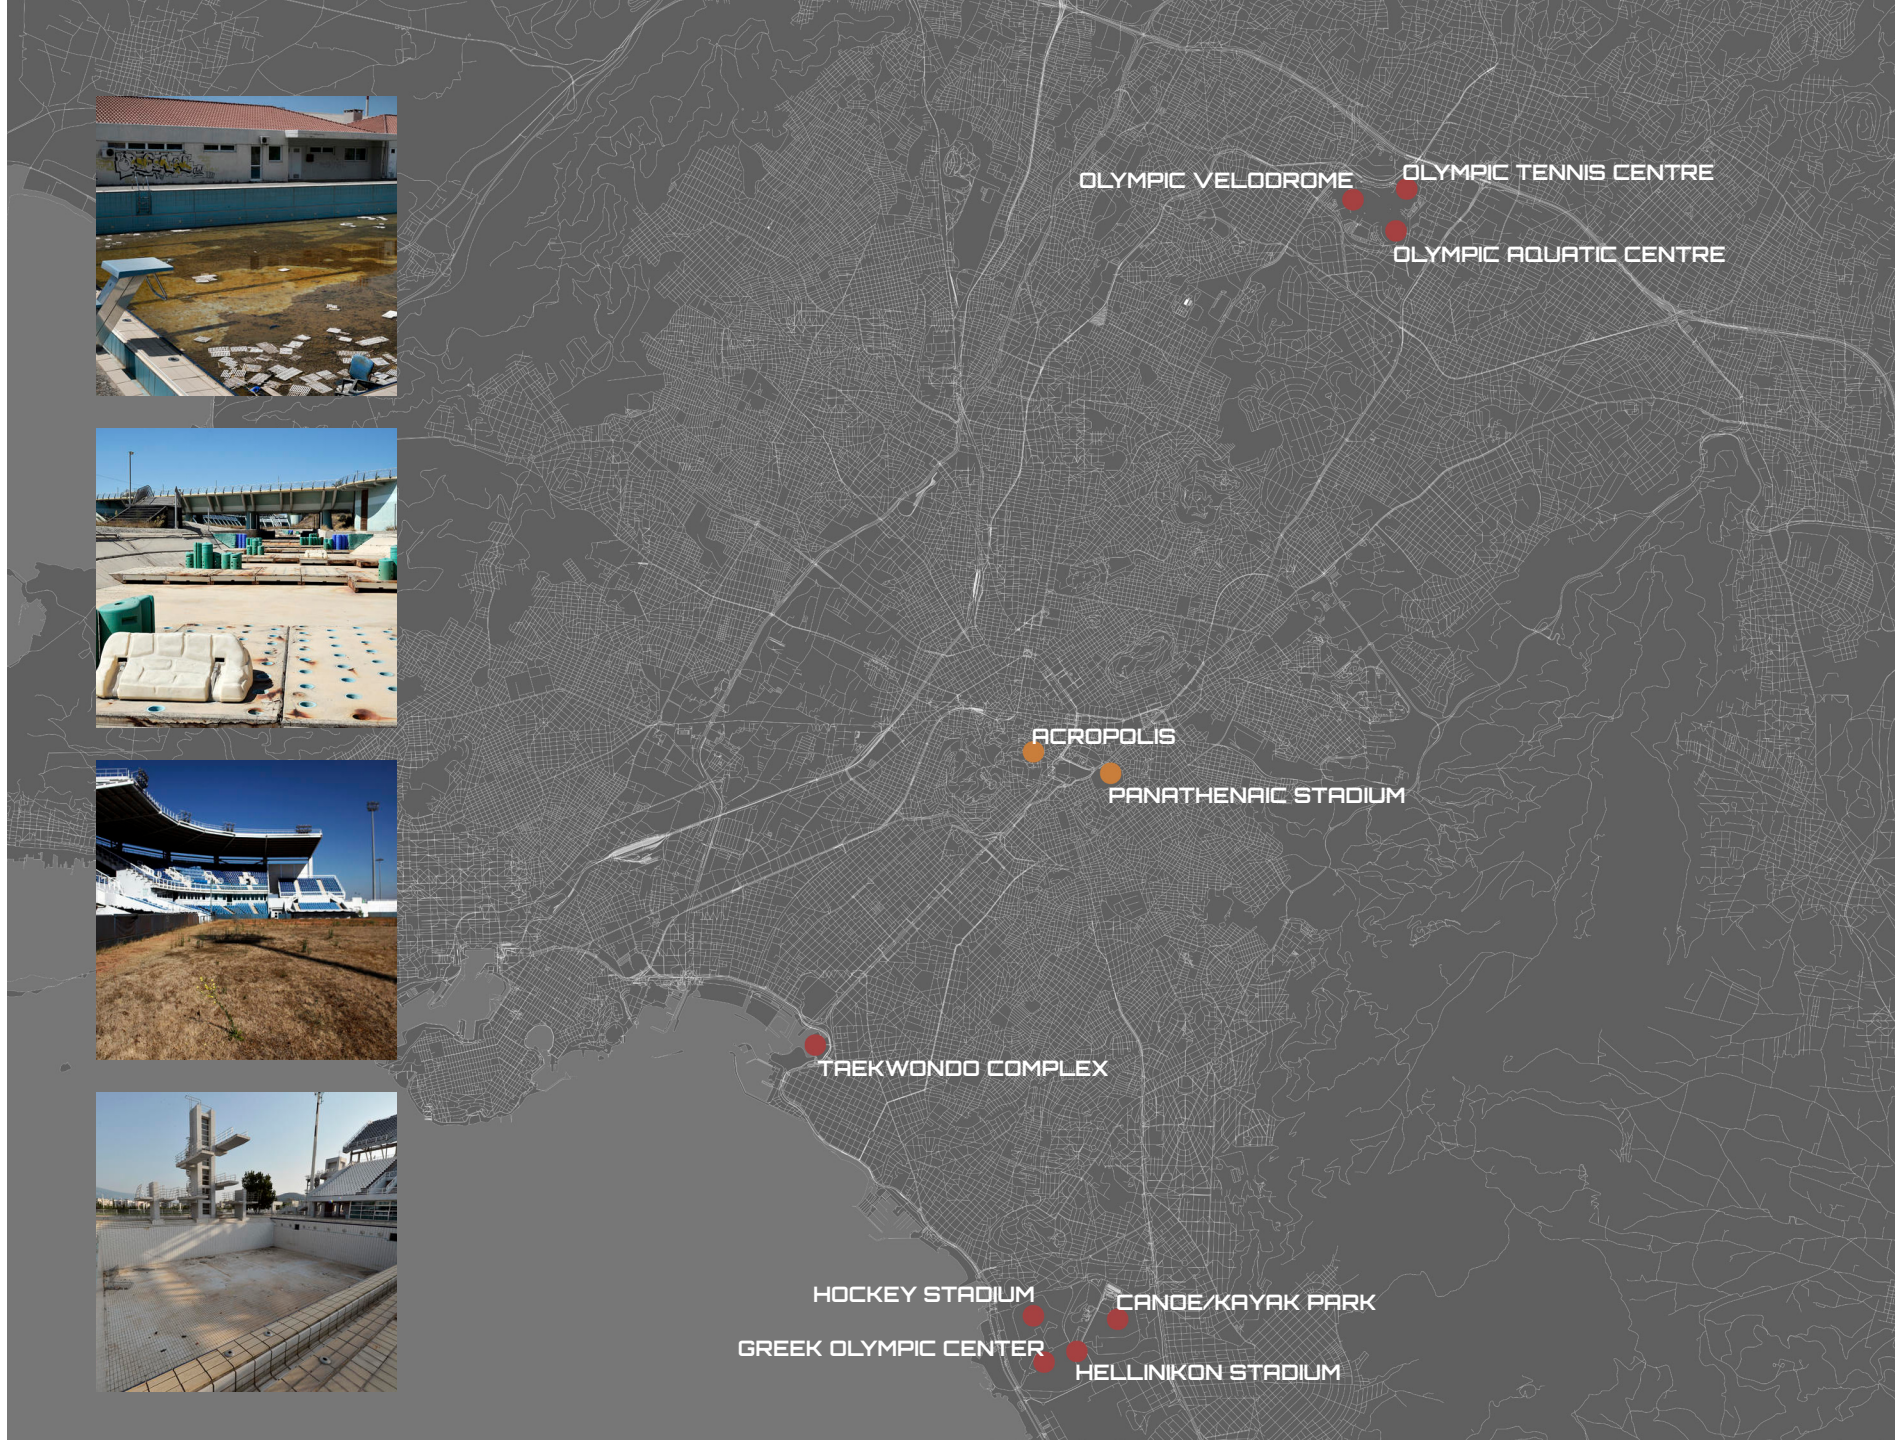 OLYMPIC VELODROME
OLYMPIC TENNIS CENTRE
OLYMPIC AQUATIC CENTRE
ACROPOLIS
PANATHENAIC STADIUM
TAEKWONDO COMPLEX
HOCKEY STADIUM
CANOE/KAYAK PARK
GREEK OLYMPIC CENTER
HELLINIKON STADIUM